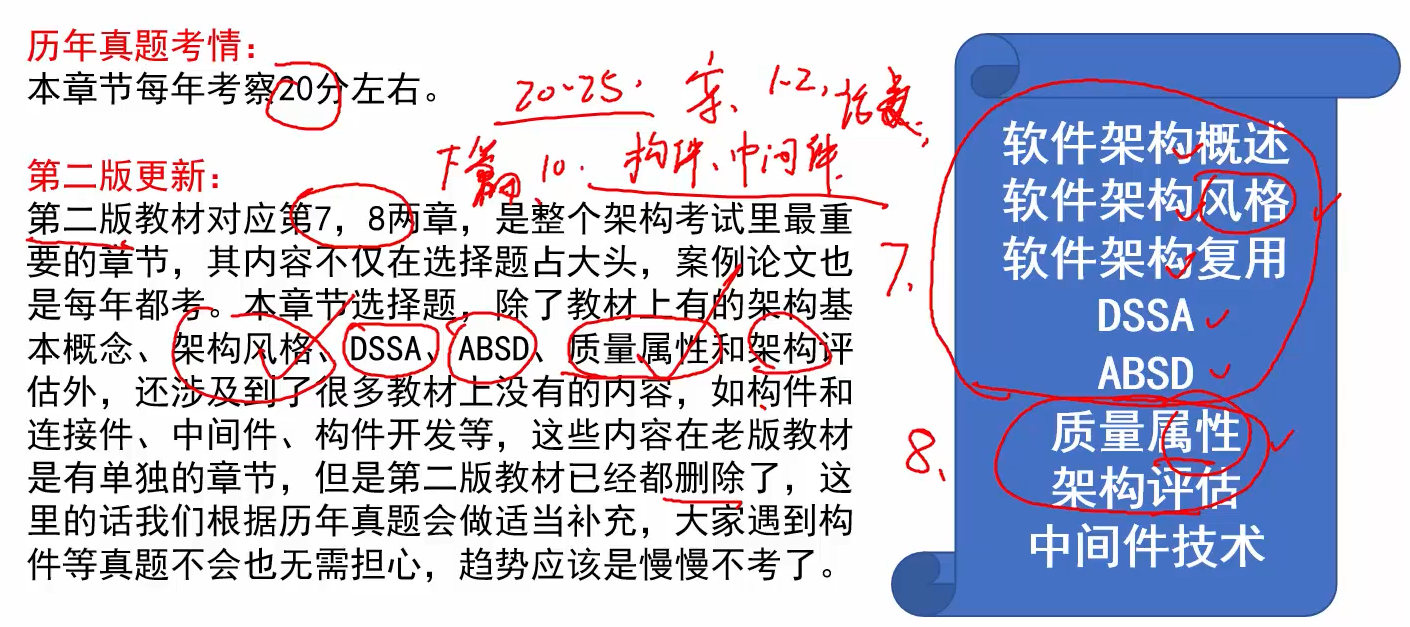 历年真题考情：
本章节每年考察20分左右。
20~25. 案、1-2,论文
10. 构件、中间件
第二版更新：
第二版教材对应第7，8两章，是整个架构考试里最重
要的章节，其内容不仅在选择题占大头，案例论文也
是每年都考。本章节选择题，除了教材上有的架构基
本概念、架构风格、DSSA、ABSD、质量属性和架构评
估外，还涉及到了很多教材上没有的内容，如构件和
连接件、中间件、构件开发等，这些内容在老版教材
是有单独的章节，但是第二版教材已经都删除了，这
里的话我们根据历年真题会做适当补充，大家遇到构
件等真题不会也无需担心，趋势应该是慢慢不考了。
7.
软件架构概述
软件架构风格
软件架构复用
DSSA
ABSD
8、
质量属性
架构评估
中间件技术